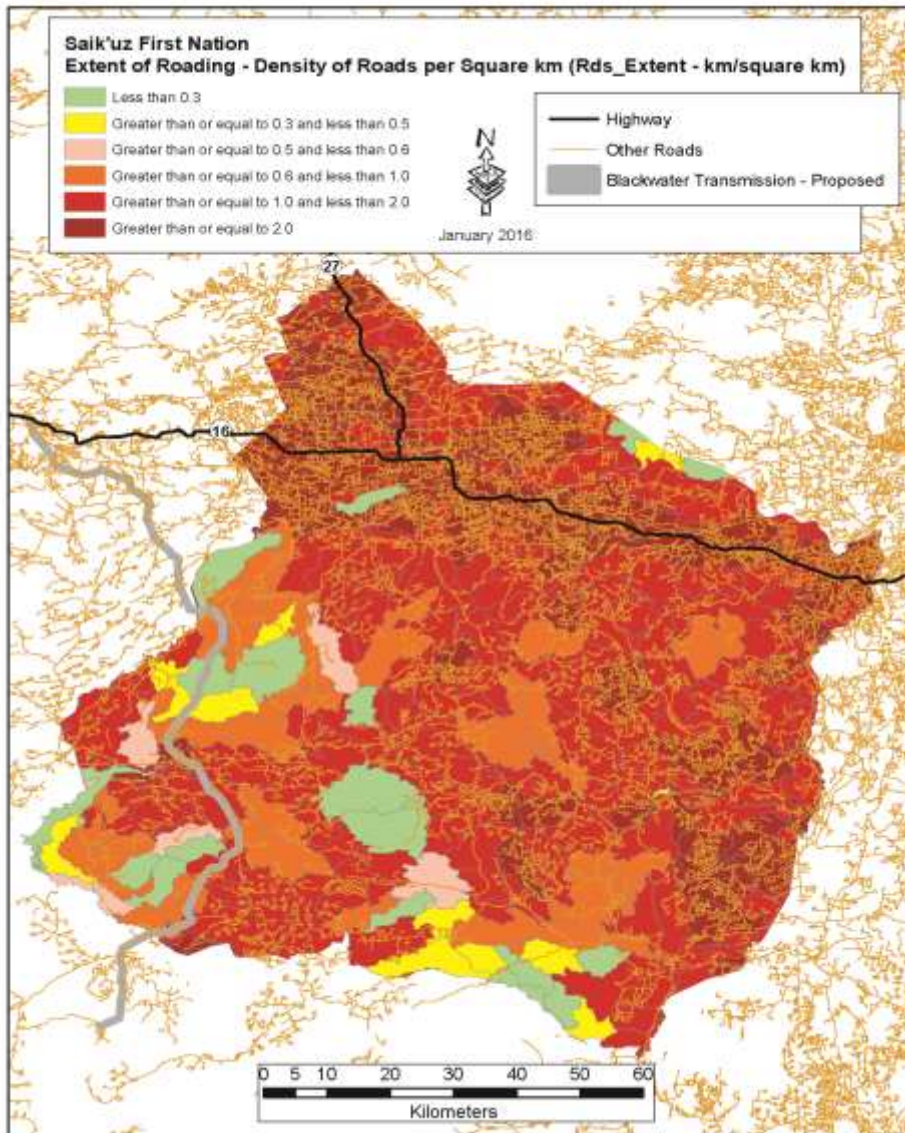 Saik'uz First Nation
Extent of Roading - Density of Roads per Square km (Rds_Extent - km/square km)
Less than 0.3
Greater than or equal to 0.3 and less than 0.5
Greater than or equal to 0.5 and less than 0.6
Greater than or equal to 0.6 and less than 1.0
Greater than or equal to 1.0 and less than 2.0
Greater than or equal to 2.0
N
January 2016
Highway
Other Roads
Blackwater Transmission - Proposed
27
16
0 5 10 20 30 40 50 60
Kilometers